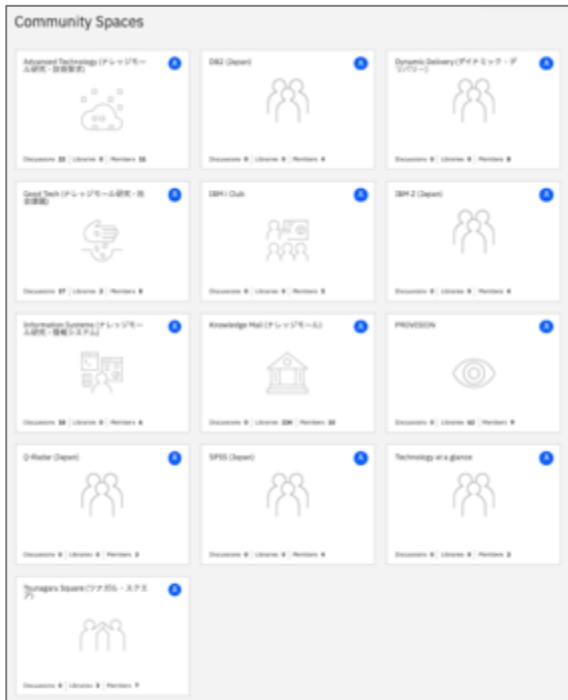 Community Spaces
Advanced Technology (ナレッジモー
ル研究・技術探求)
Discussions 22 Libraries 0 Members 11
DB2 (Japan)
Discussions 0 Libraries 0 Members 4
Dynamic Delivery (ダイナミック・デ
リバリー)
Discussions 0 Libraries 0 Members 8
Good Tech (ナレッジモール研究・社
会課題)
Discussions 17 Libraries 2 Members 8
IBM i Club
Discussions 0 Libraries 0 Members 5
IBM Z (Japan)
Discussions 0 Libraries 0 Members 4
Information Systems (ナレッジモー
ル研究・情報システム)
Discussions 10 Libraries 0 Members 6
Knowledge Mall (ナレッジモール)
Discussions 0 Libraries 224 Members 10
PROVISION
Discussions 0 Libraries 62 Members 9
Q-Radar (Japan)
Discussions 0 Libraries 0 Members 3
SPSS (Japan)
Discussions 0 Libraries 0 Members 4
Technology at a glance
Discussions 0 Libraries 0 Members 3
Tsunagaru Square (ツナガル・スクエ
ア)
Discussions 0 Libraries 3 Members 7